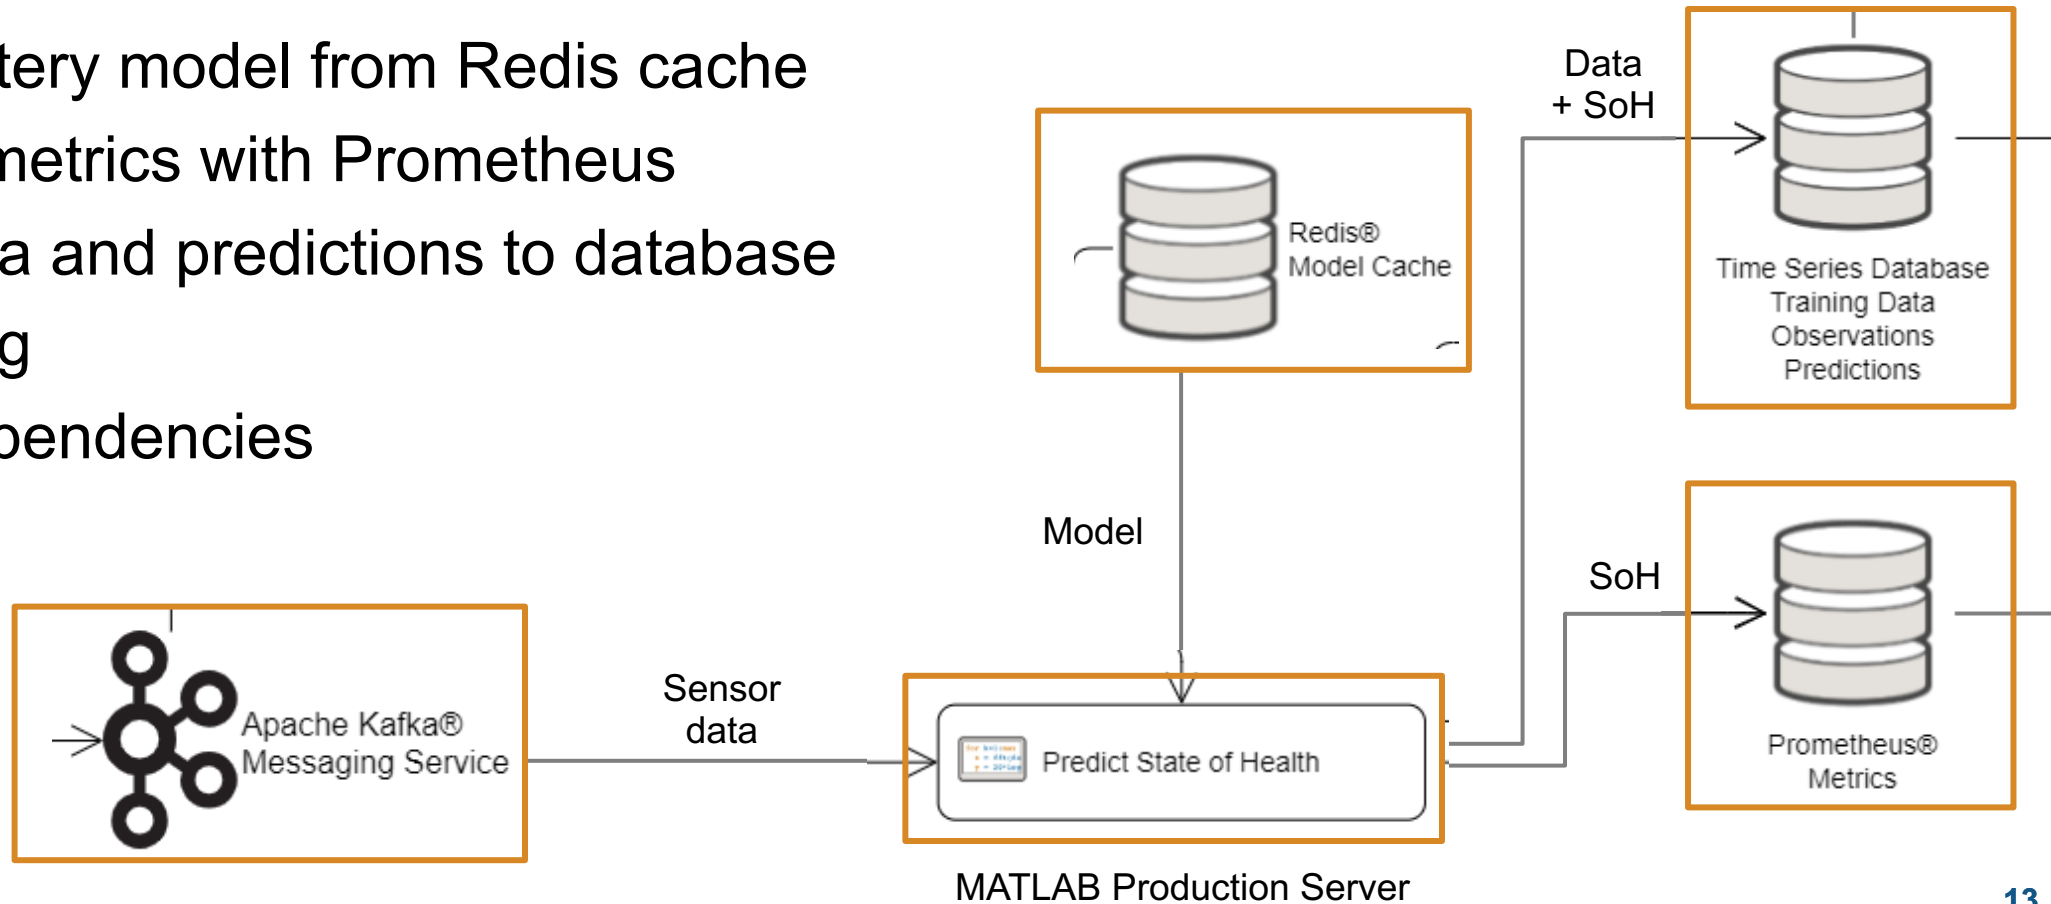 tery model from Redis cache
metrics with Prometheus
a and predictions to database
g
pendencies
Data
+ SoH
Redis®
Model Cache
Time Series Database
Training Data
Observations
Predictions
Model
SoH
Sensor
data
Apache Kafka®
Messaging Service
Predict State of Health
Prometheus®
Metrics
MATLAB Production Server
13